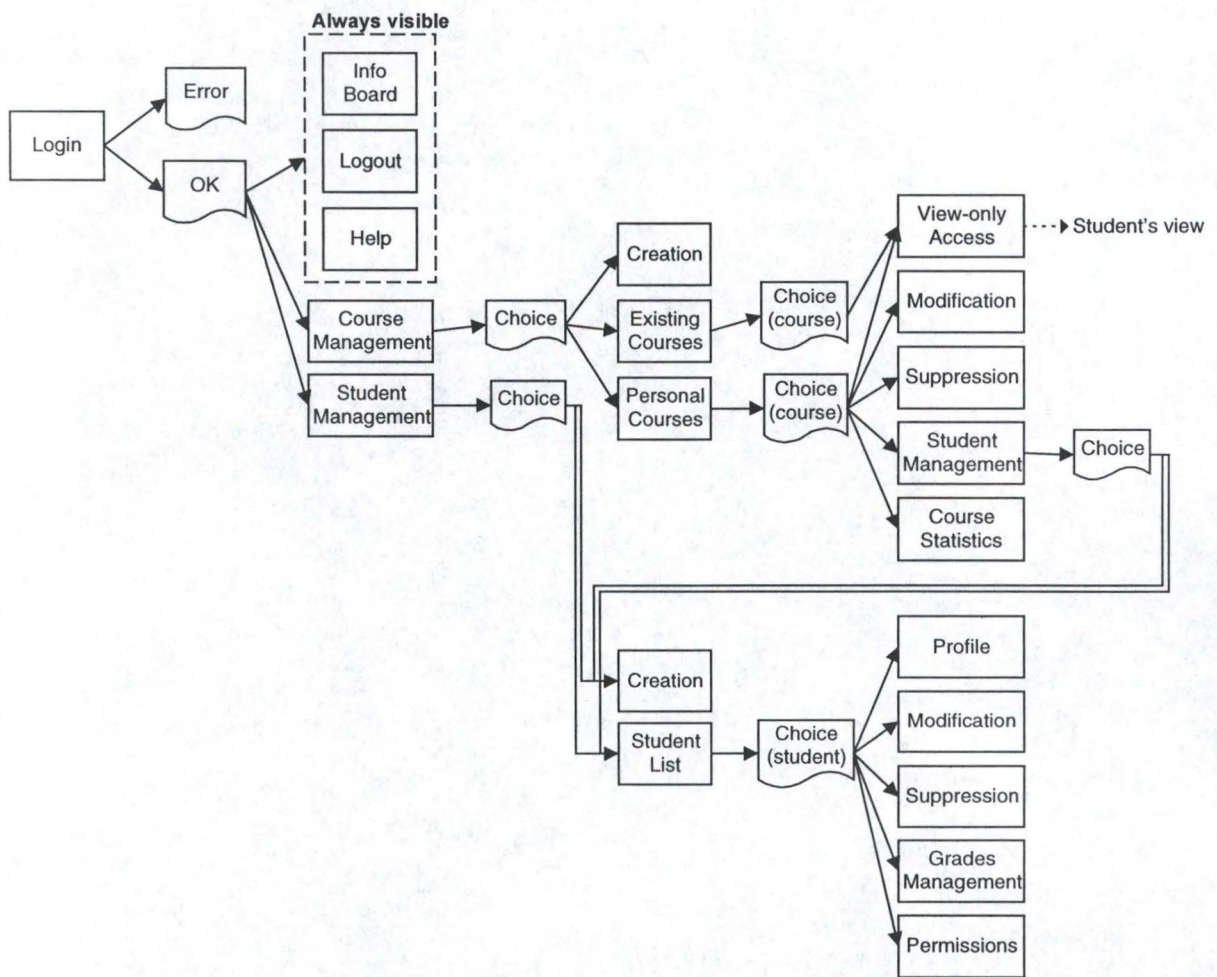 Always visible
Info
Board
Logout
Help
Login
Error
OK
Course
Management
Student
Management
Choice
Choice
Creation
Existing
Courses
Personal
Courses
Choice
(course)
Choice
(course)
View-only
Access
Student's view
Modification
Suppression
Student
Management
Course
Statistics
Choice
Creation
Student
List
Choice
(student)
Profile
Modification
Suppression
Grades
Management
Permissions